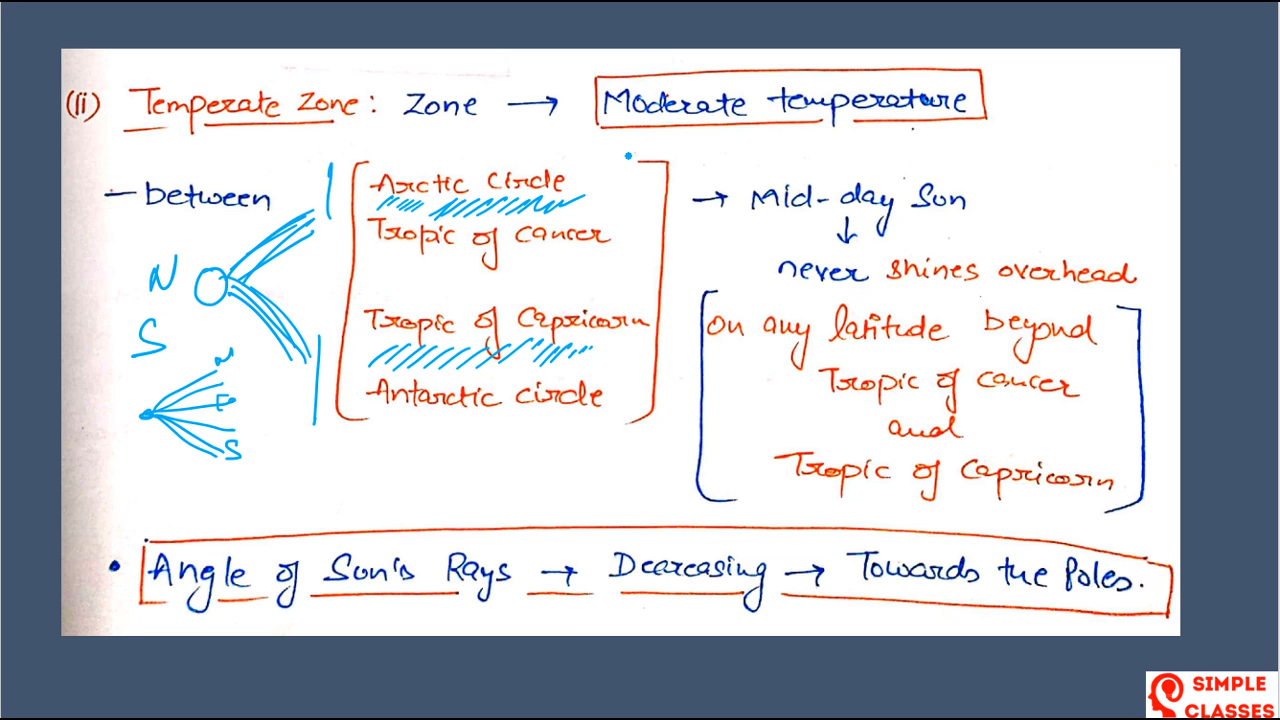 (ii) Temperate Zone: Zone → Moderate temperature
— between
Arctic Circle
Tropic of Cancer
Tropic of Capricorn
Antarctic circle
N
S
N
E
S
→ Mid-day Sun
↓
never shines overhead
on any latitude beyond
Tropic of cancer
and
Tropic of Capricorn
• Angle of Sun's Rays → Decreasing → Towards the Poles.
SIMPLE
CLASSES